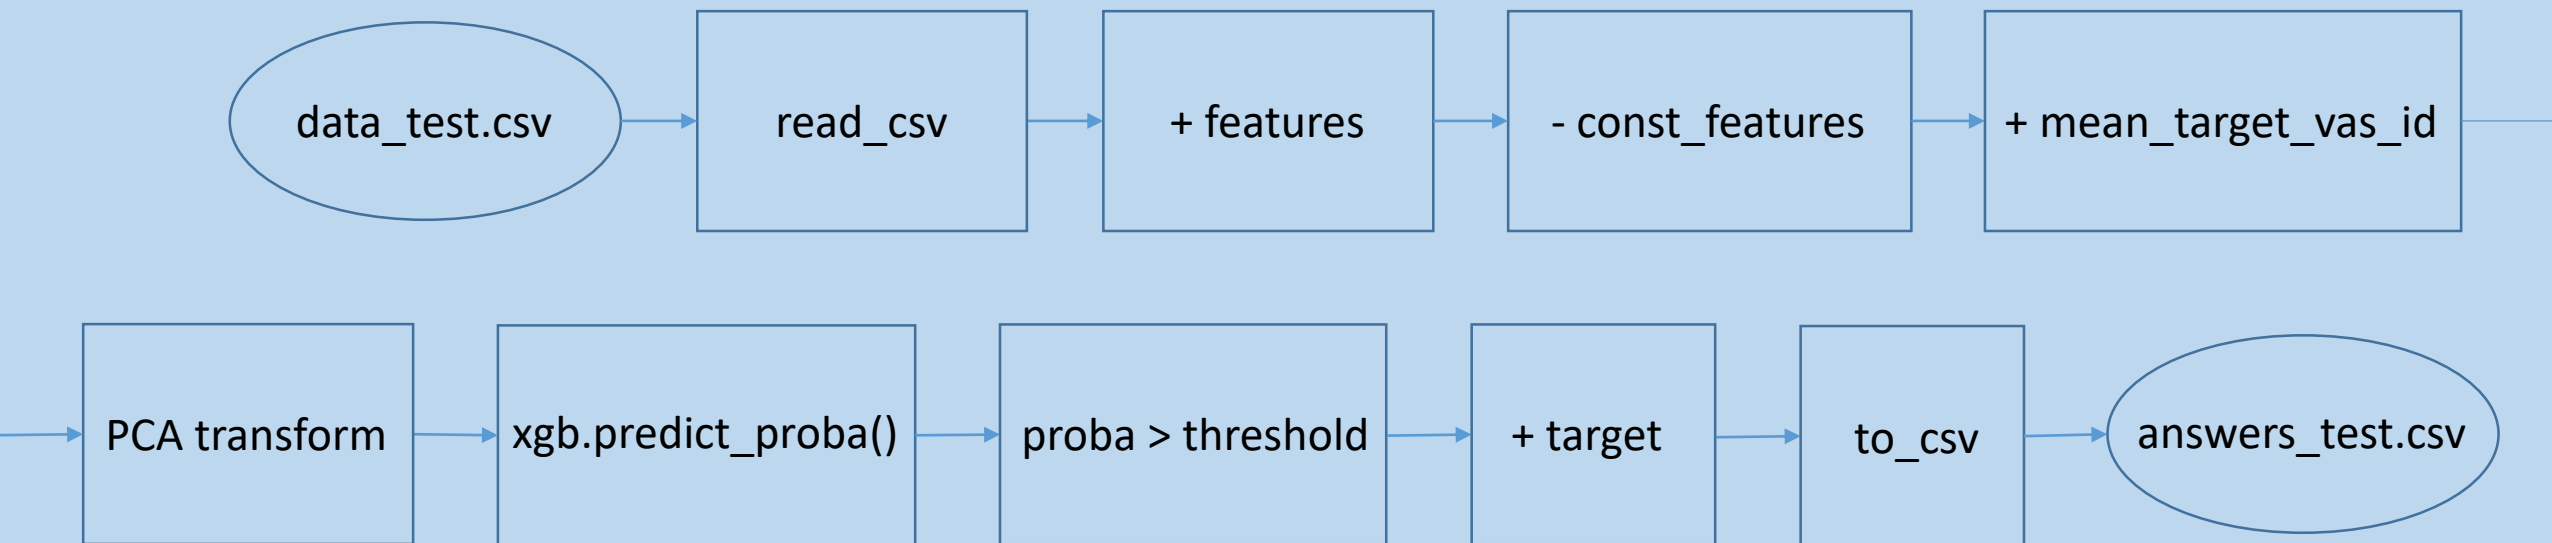 data_test.csv
read_csv
+ features
- const_features
+ mean_target_vas_id
PCA transform
xgb.predict_proba()
proba > threshold
+ target
to_csv
answers_test.csv